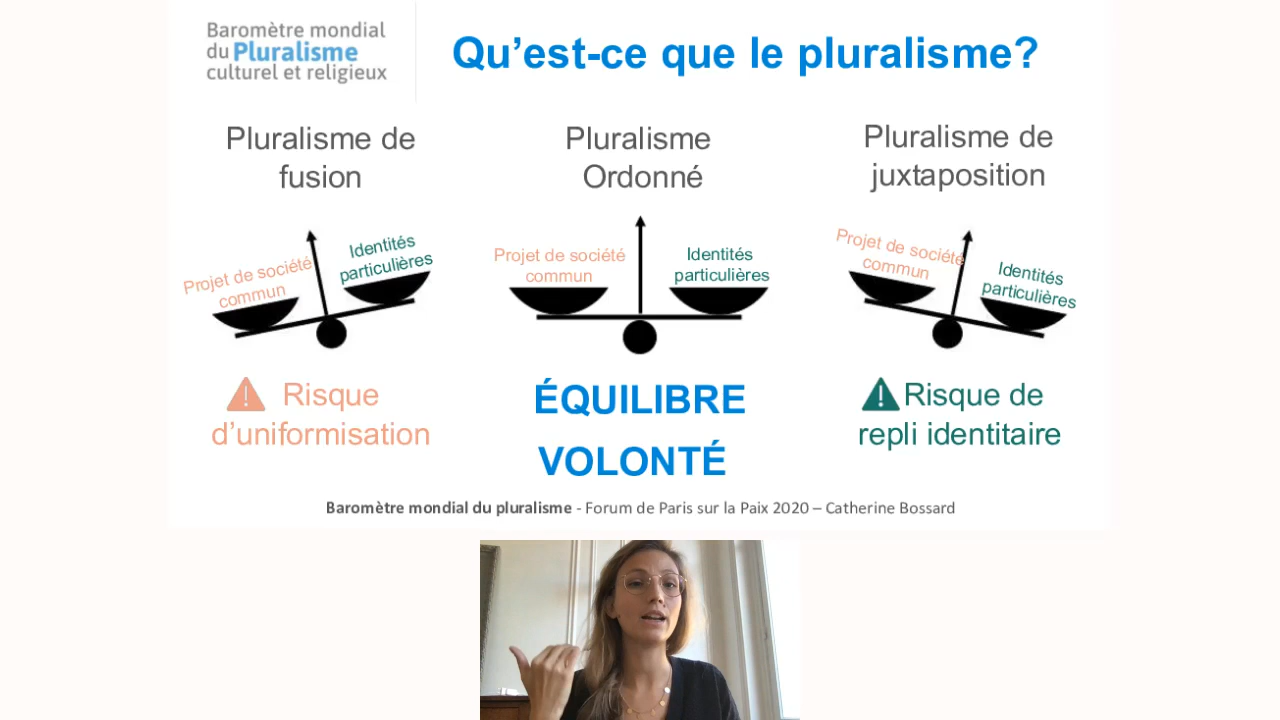 Baromètre mondial
du Pluralisme
culturel et religieux
Qu’est-ce que le pluralisme?
Pluralisme de
fusion
Projet de société
commun
Identités
particulières
Risque
d’uniformisation
Pluralisme
Ordonné
Projet de société
commun
Identités
particulières
ÉQUILIBRE
VOLONTÉ
Pluralisme de
juxtaposition
Projet de société
commun
Identités
particulières
Risque de
repli identitaire
Baromètre mondial du pluralisme - Forum de Paris sur la Paix 2020 – Catherine Bossard